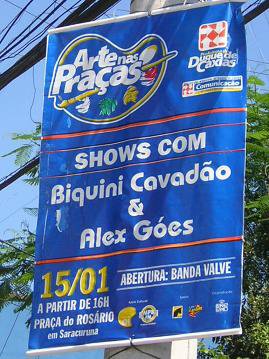 Arte nas
Praças
Duque de
Caxias
Comunicação
SHOWS COM
Biquini Cavadão
&
Alex Góes
15/01
A PARTIR DE 16H
PRAÇA DO ROSÁRIO
em Saracuruna
ABERTURA: BANDA VALVE